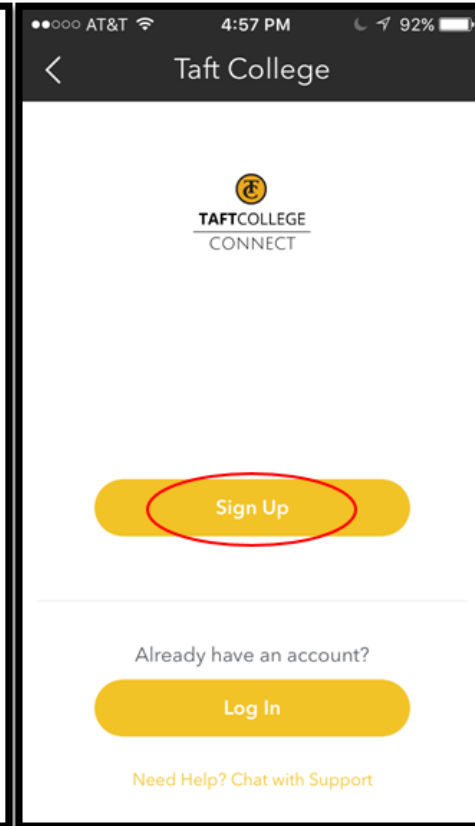 ●●○○○ AT&T 4:57 PM 92%
Taft College
TC
TAFTCOLLEGE
CONNECT
Sign Up
Already have an account?
Log In
Need Help? Chat with Support